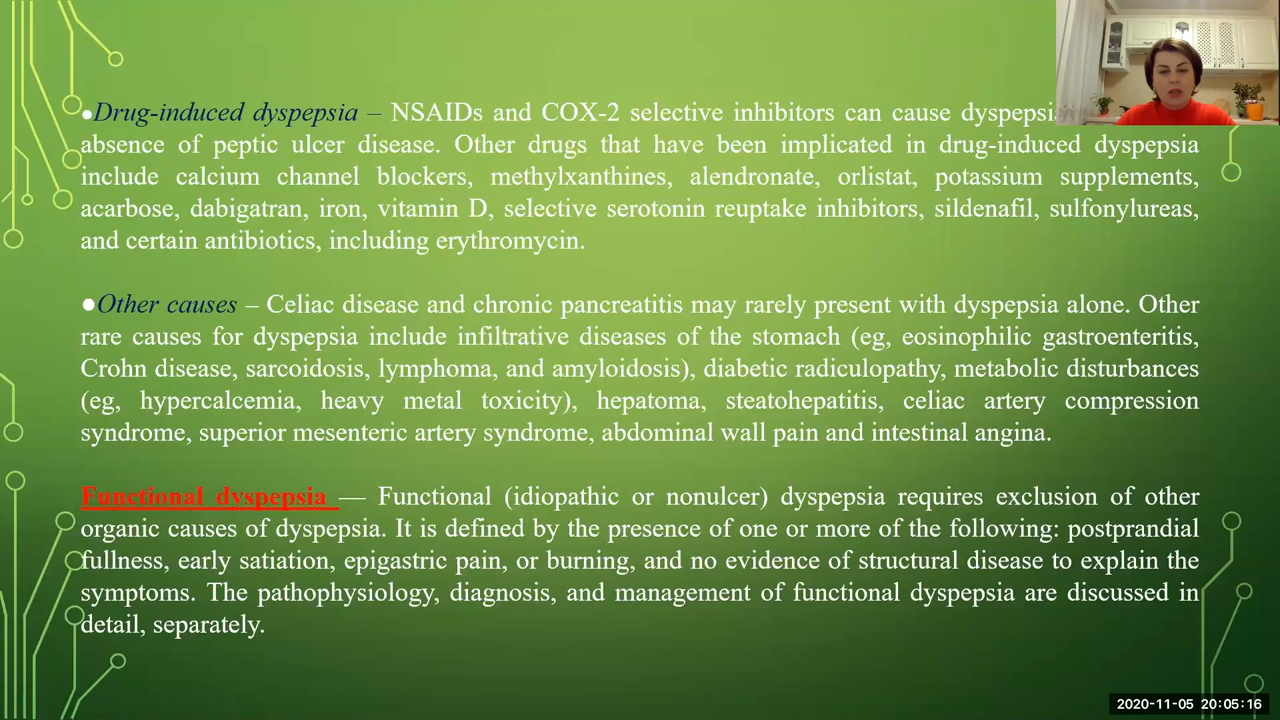 ●Drug-induced dyspepsia – NSAIDs and COX-2 selective inhibitors can cause
absence of peptic ulcer disease. Other drugs that have been implicated in drug-induced dyspepsia
include calcium channel blockers, methylxanthines, alendronate, orlistat, potassium supplements,
acarbose, dabigatran, iron, vitamin D, selective serotonin reuptake inhibitors, sildenafil, sulfonylureas,
and certain antibiotics, including erythromycin.
●Other causes – Celiac disease and chronic pancreatitis may rarely present with dyspepsia alone. Other
rare causes for dyspepsia include infiltrative diseases of the stomach (eg, eosinophilic gastroenteritis,
Crohn disease, sarcoidosis, lymphoma, and amyloidosis), diabetic radiculopathy, metabolic disturbances
(eg, hypercalcemia, heavy metal toxicity), hepatoma, steatohepatitis, celiac artery compression
syndrome, superior mesenteric artery syndrome, abdominal wall pain and intestinal angina.
Functional dyspepsia — Functional (idiopathic or nonulcer) dyspepsia requires exclusion of other
organic causes of dyspepsia. It is defined by the presence of one or more of the following: postprandial
fullness, early satiation, epigastric pain, or burning, and no evidence of structural disease to explain the
symptoms. The pathophysiology, diagnosis, and management of functional dyspepsia are discussed in
detail, separately.
2020-11-05 20:05:16